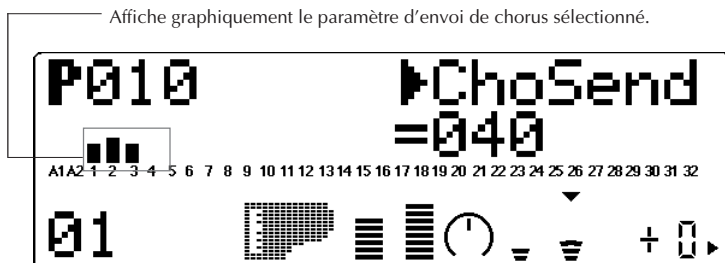 Affiche graphiquement le paramètre d'envoi de chorus sélectionné.
P010 ▶ChoSend
=040
A1 A2 1 2 3 4 5 6 7 8 9 10 11 12 13 14 15 16 17 18 19 20 21 22 23 24 25 26 27 28 29 30 31 32
01 ÷ 0